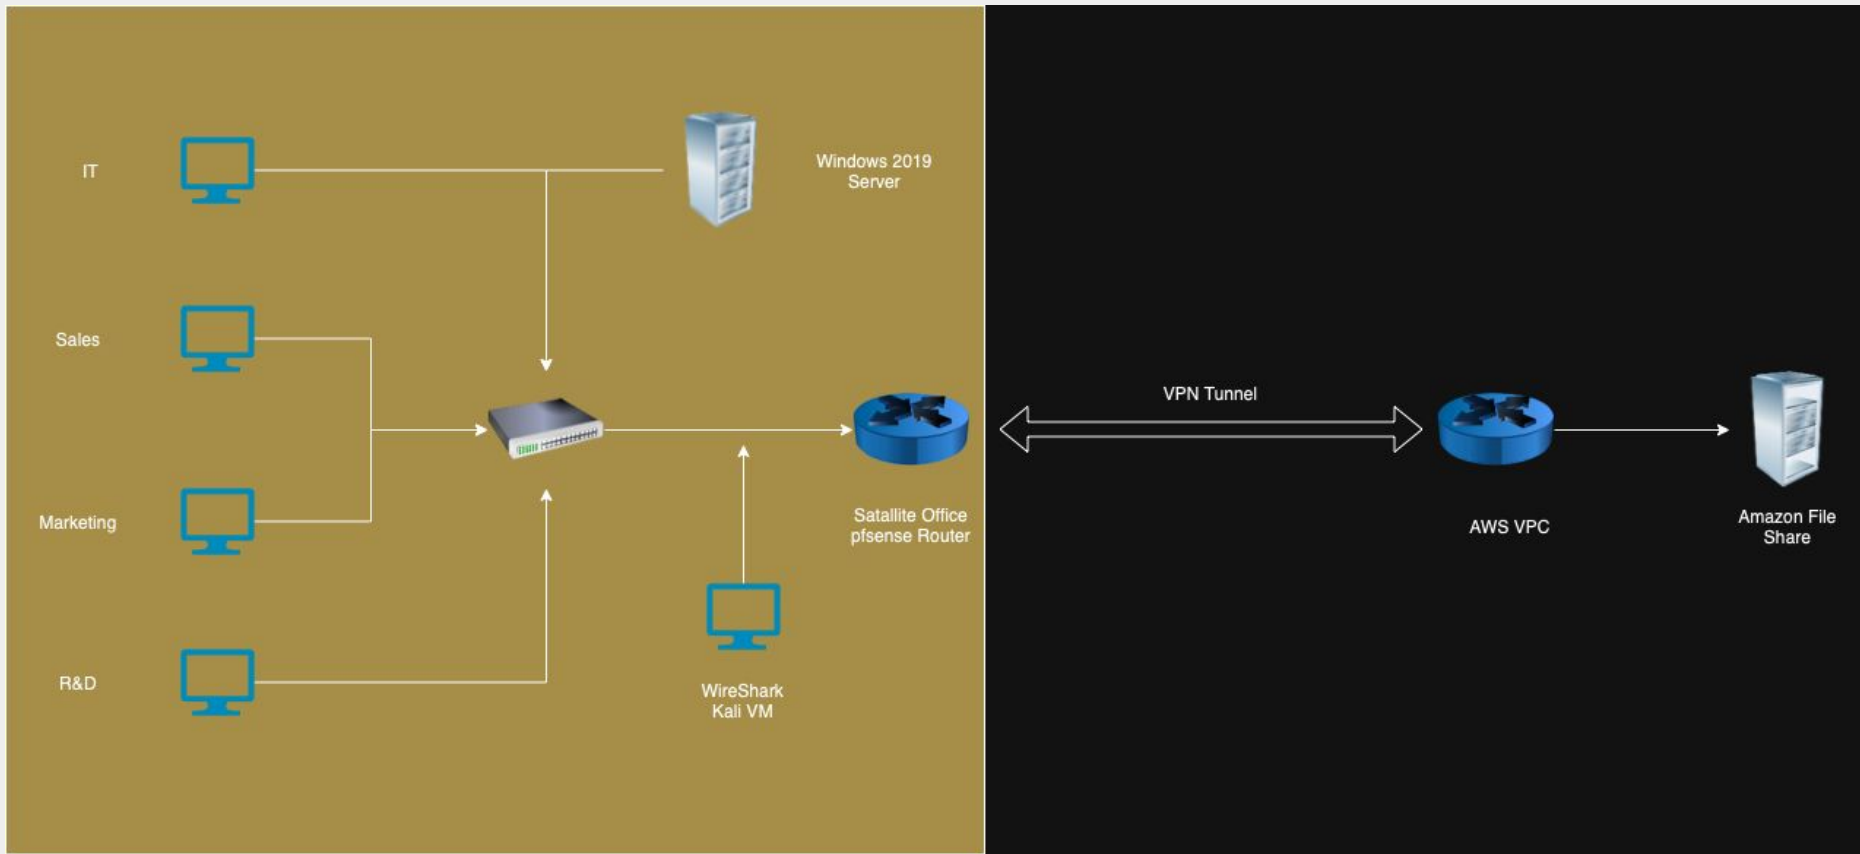 IT
Windows 2019
Server
Sales
VPN Tunnel
Marketing
Satallite Office
pfsense Router
AWS VPC
Amazon File
Share
R&D
WireShark
Kali VM